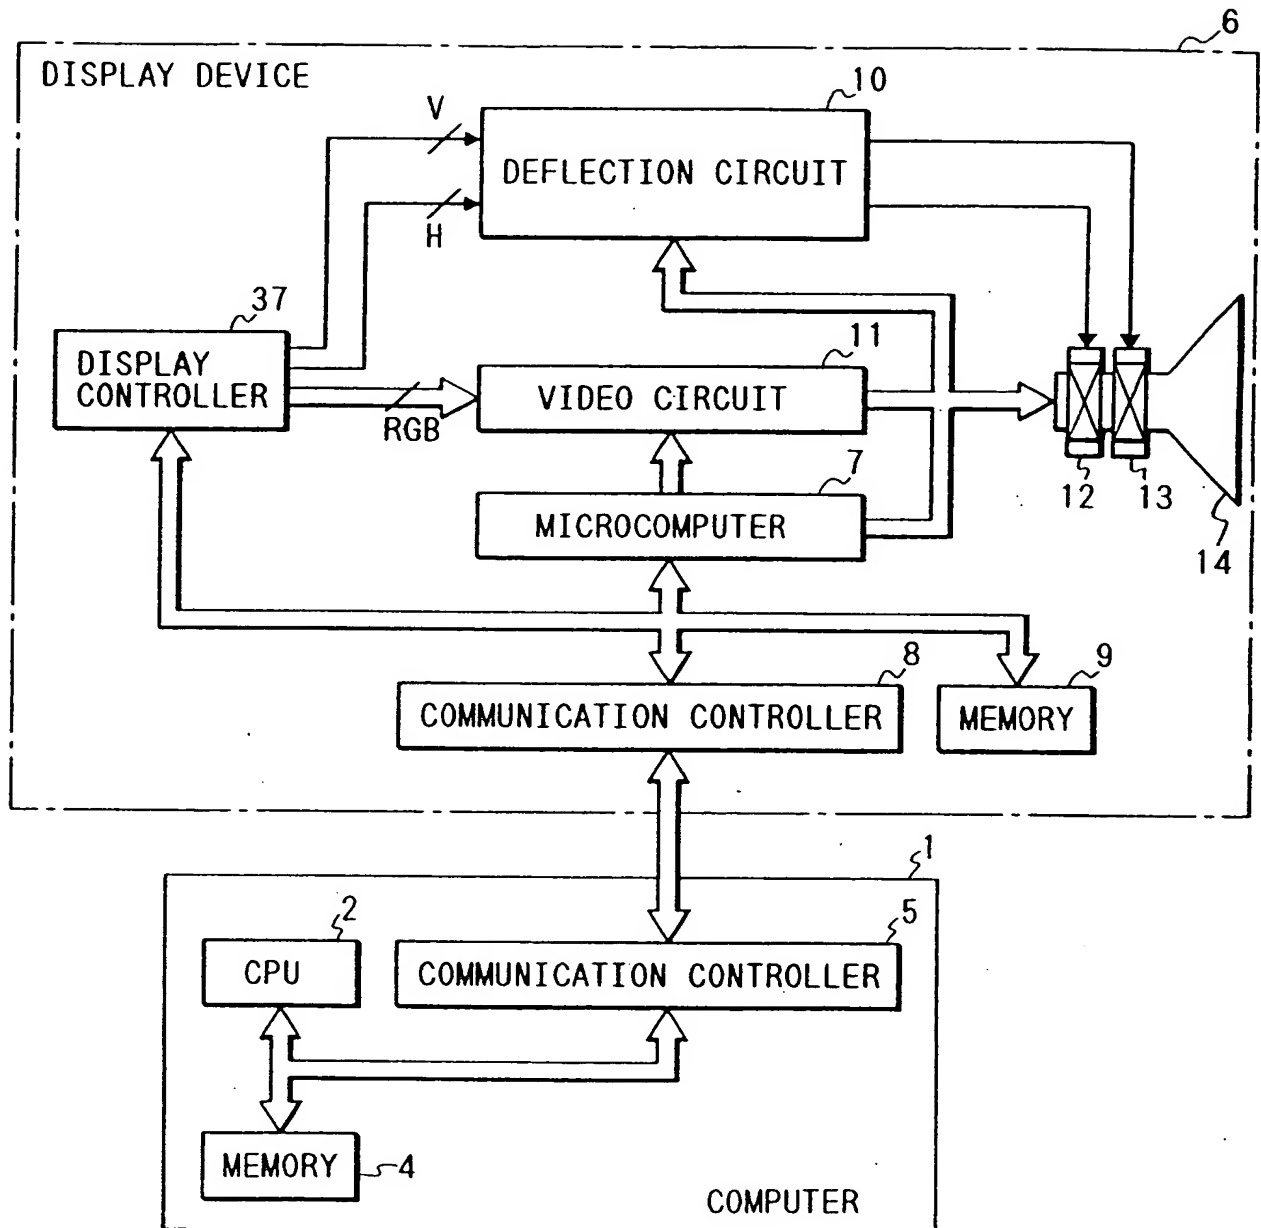 6
DISPLAY DEVICE
10
V
DEFLECTION CIRCUIT
H
37
DISPLAY
CONTROLLER
RGB
11
VIDEO CIRCUIT
12
13
14
7
MICROCOMPUTER
8
COMMUNICATION CONTROLLER
9
MEMORY
1
2
CPU
5
COMMUNICATION CONTROLLER
MEMORY
4
COMPUTER